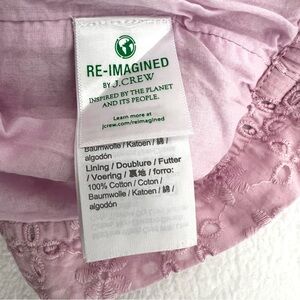 RE-IMAGINED
BY J.CREW
INSPIRED BY THE PLANET
AND ITS PEOPLE.
Learn more at
jcrew.com/reimagined
Baumwolle / Katoen / 綿 /
algodón
Lining / Doublure / Futter
/ Voering / 裏地 / forro:
100% Cotton / Coton /
Baumwolle / Katoen / 綿 /
algodón